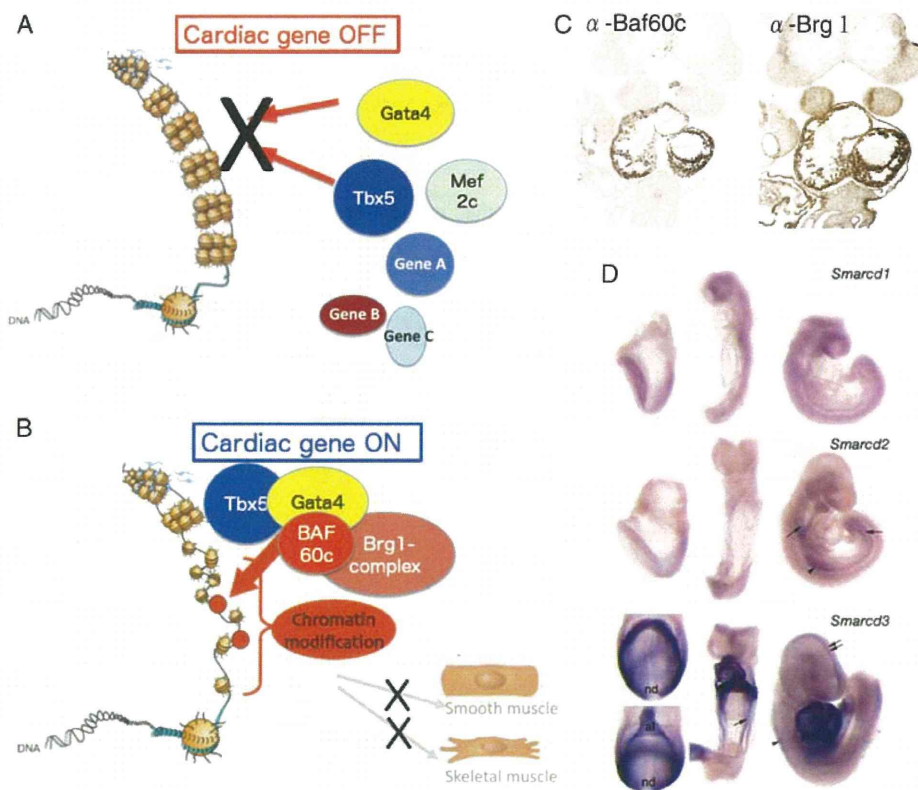 A
Cardiac gene OFF
Gata4
Tbx5
Mef
2c
Gene A
Gene B
Gene C
DNA
B
Cardiac gene ON
Tbx5
Gata4
BAF
60c
Brg1-
complex
Chromatin
modification
Smooth muscle
Skeletal muscle
DNA
C
α-Baf60c
α-Brg 1
D
Smarcd1
Smarcd2
Smarcd3
nd
al
nd